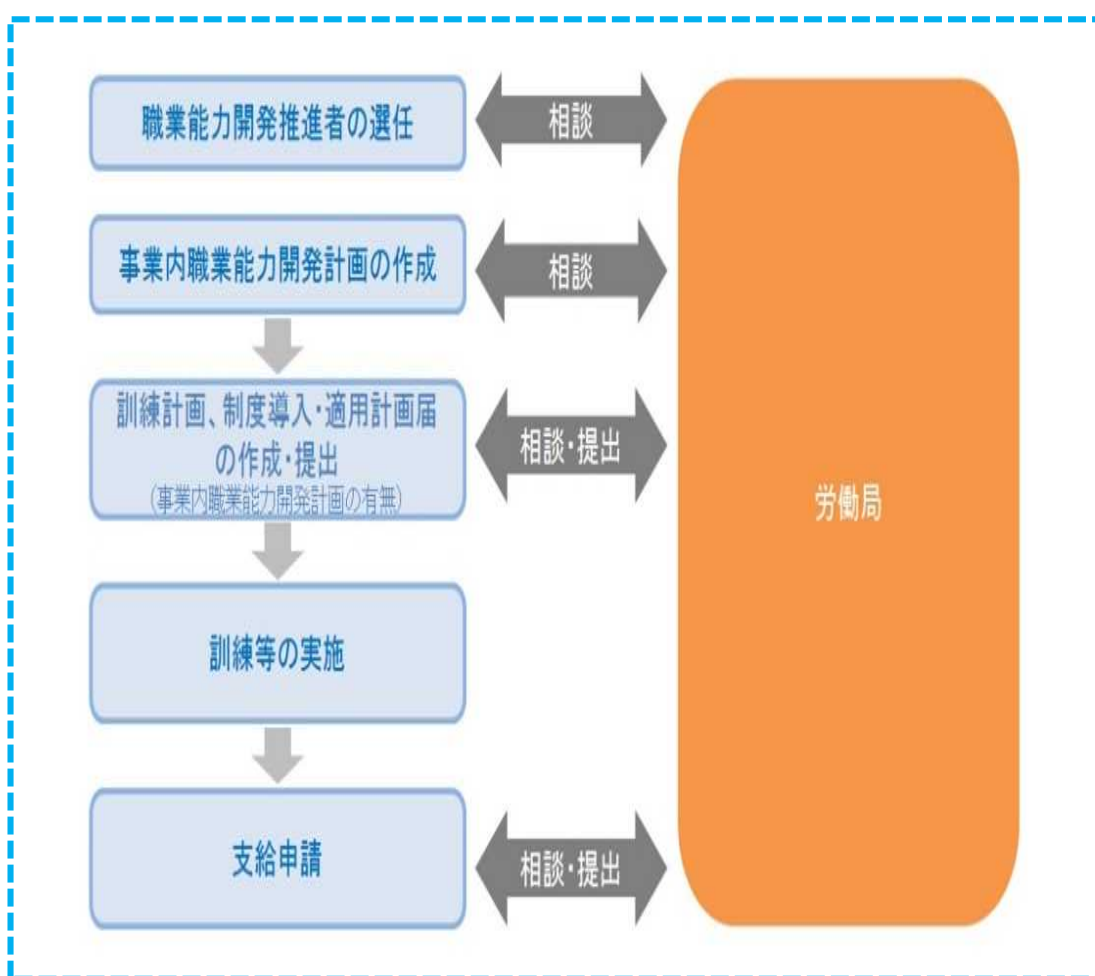 職業能力開発推進者の選任
相談
事業内職業能力開発計画の作成
相談
訓練計画、制度導入・適用計画届
の作成・提出
(事業内職業能力開発計画の有無)
相談・提出
労働局
訓練等の実施
支給申請
相談・提出